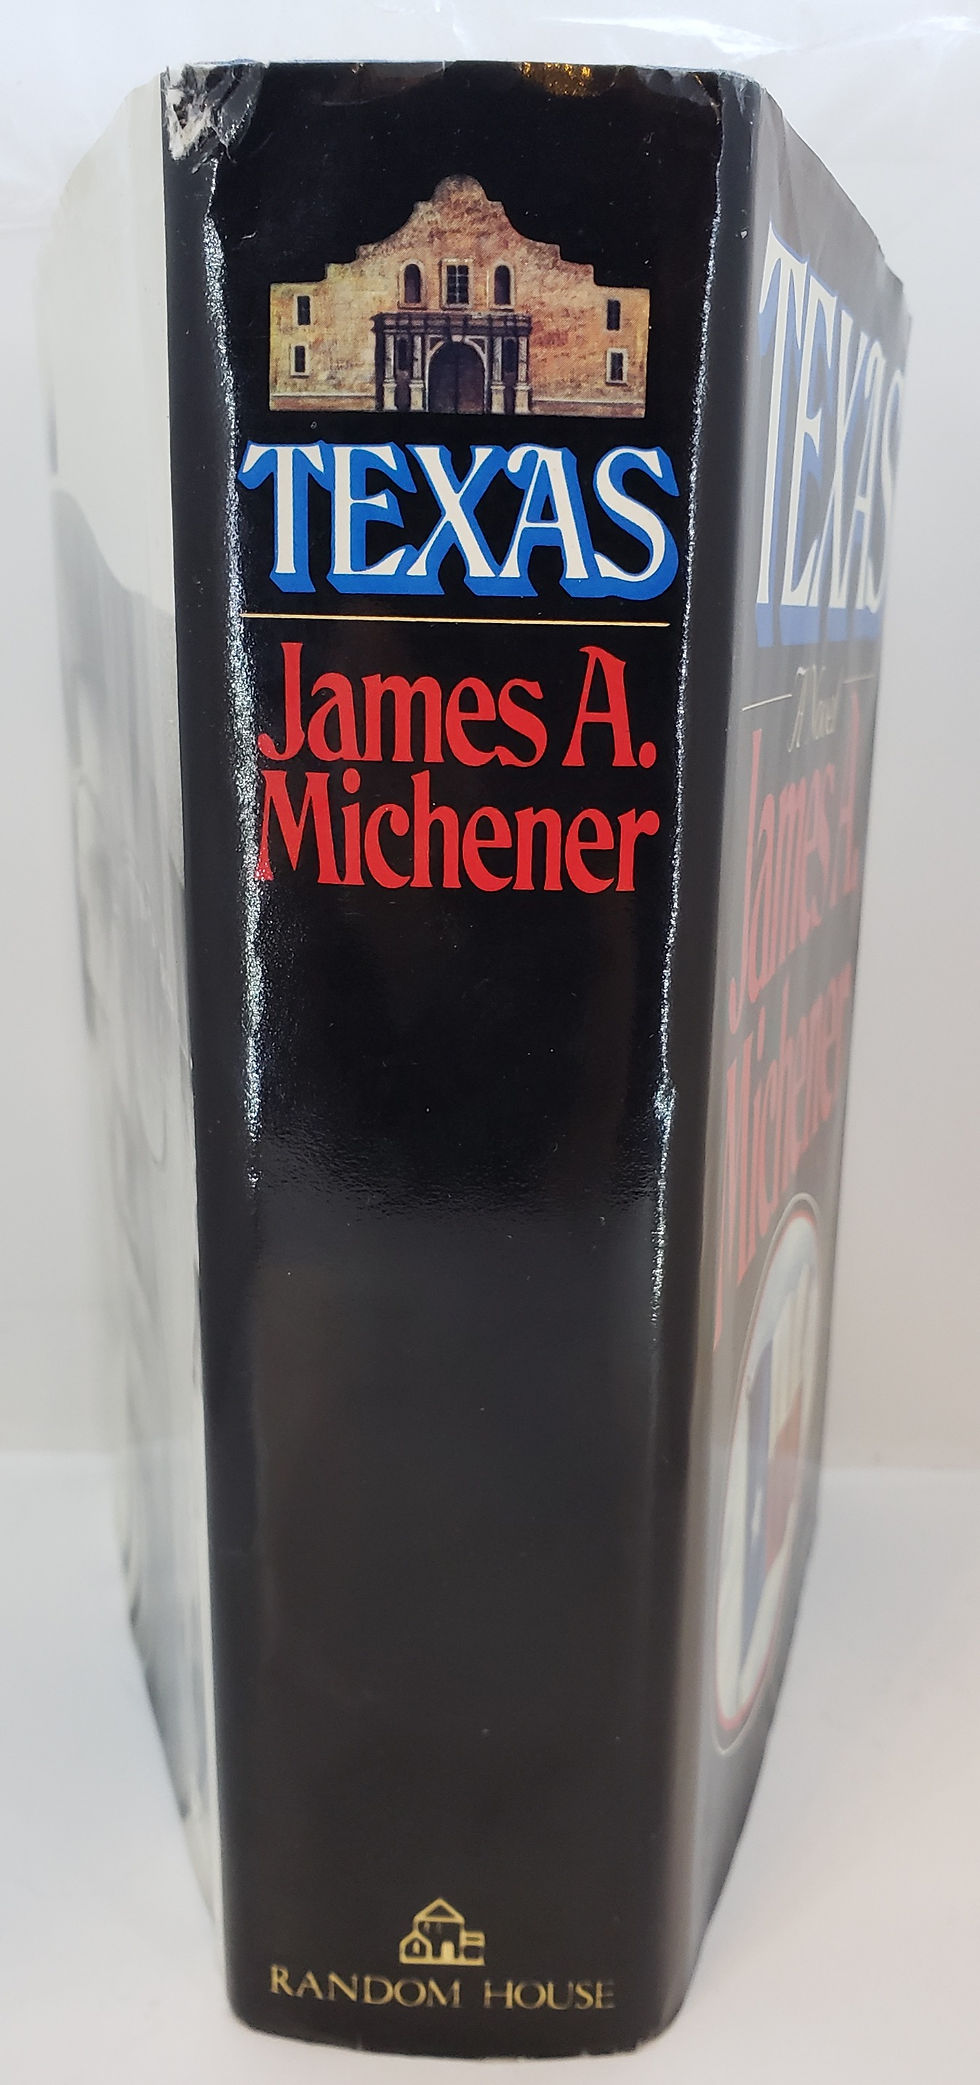 TEXAS
James A.
Michener
RANDOM HOUSE
TEXAS
A Novel
James A.
Michener